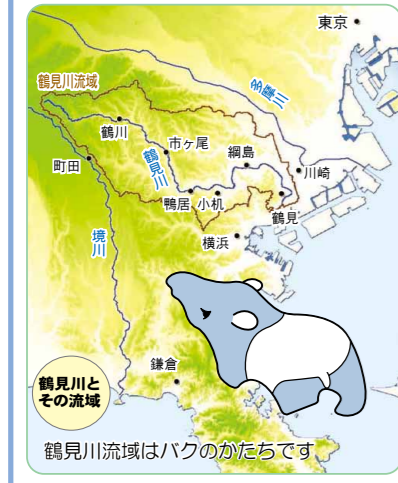 東京
多摩川
鶴見川流域
鶴川
市ヶ尾
綱島
川崎
町田
鶴見川
鴨居
小机
鶴見
横浜
境川
鎌倉
鶴見川と
その流域
鶴見川流域はバクのかたちです